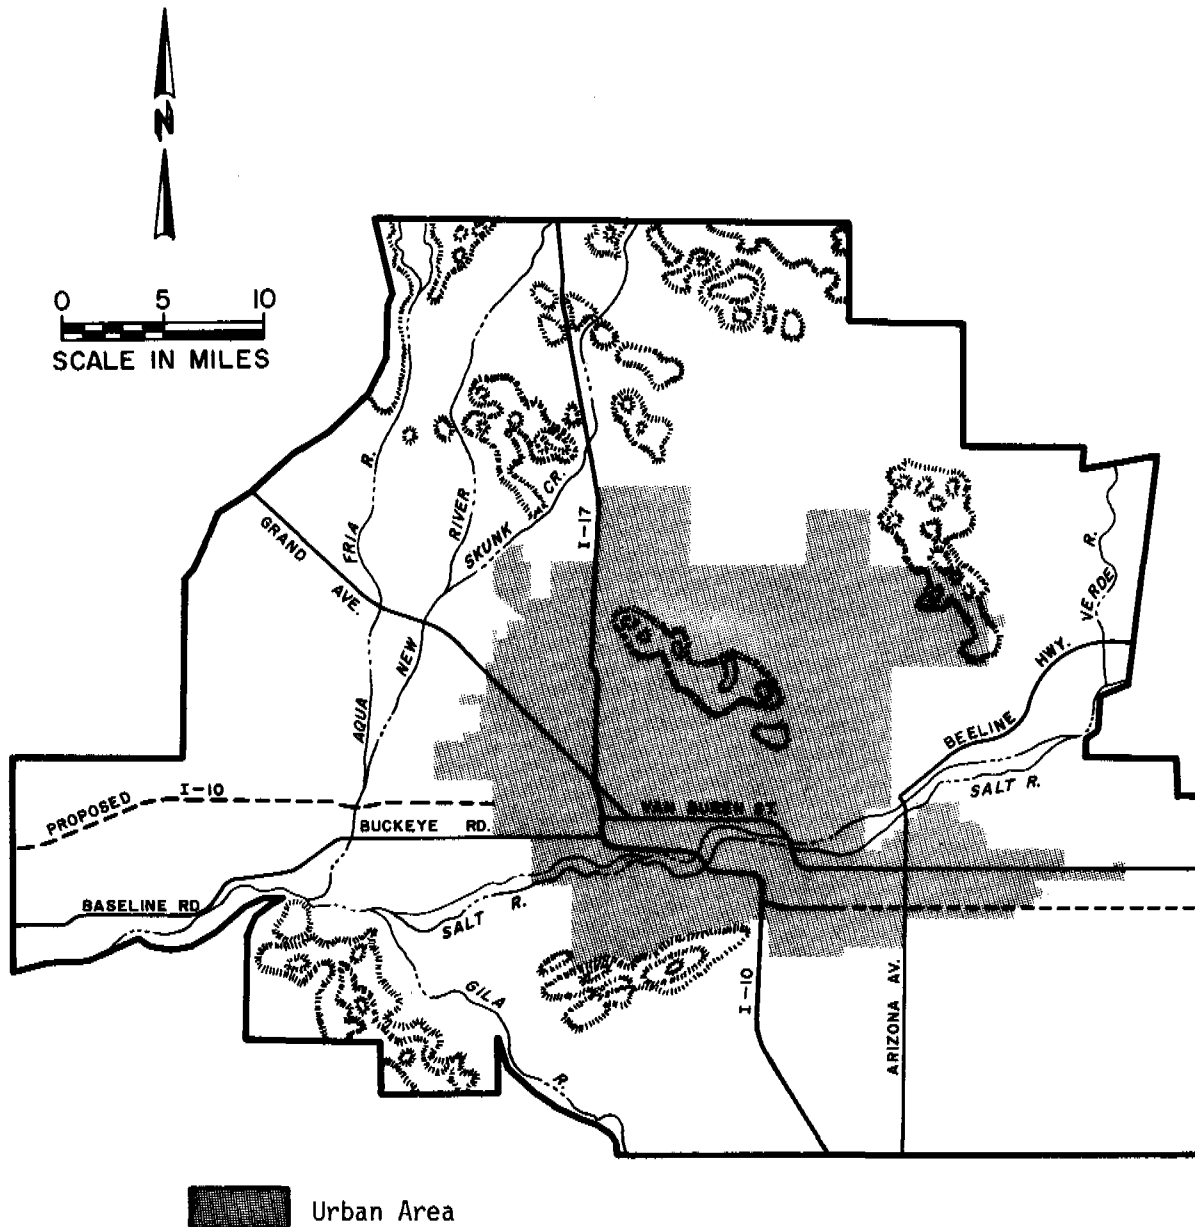 N
0 5 10
SCALE IN MILES
FRIA
R.
RIVER
SKUNK
CR.
I-17
GRAND
AVE.
NEW
AQUA
VERDE
R.
BEELINE
HWY.
SALT R.
PROPOSED
I-10
VAN BUREN ST.
BUCKEYE RD.
BASELINE RD.
SALT R.
GILA
R.
I-10
ARIZONA AV.
Urban Area